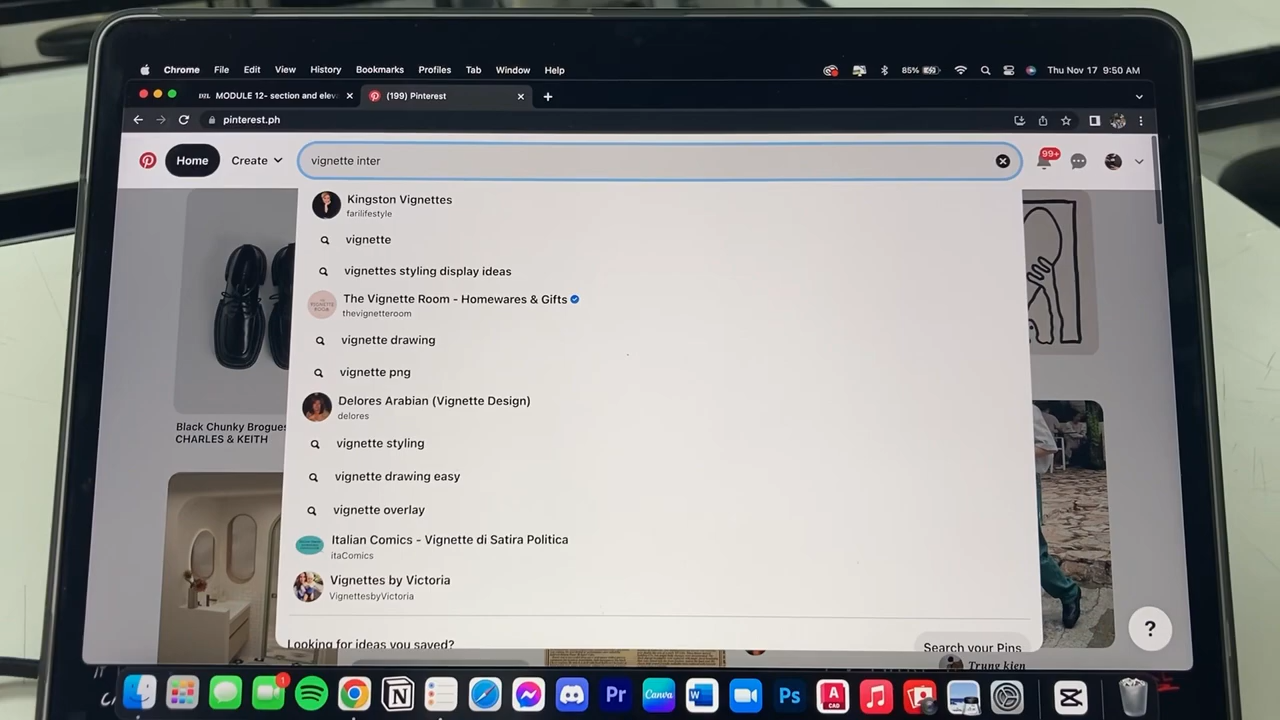 Chrome File Edit View History Bookmarks Profiles Tab Window Help 85% Thu Nov 17 9:50 AM
MODULE 12- section and elev (199) Pinterest
pinterest.ph
Home Create vignette inter 99+
Kingston Vignettes
farilifestyle
vignette
vignettes styling display ideas
The Vignette Room - Homewares & Gifts
thevignetteroom
vignette drawing
vignette png
Delores Arabian (Vignette Design)
delores
Black Chunky Brogues
CHARLES & KEITH
vignette styling
vignette drawing easy
vignette overlay
Italian Comics - Vignette di Satira Politica
itaComics
Vignettes by Victoria
VignettesbyVictoria
?
Looking for ideas you saved? Search your Pins
Trung kien
1 Pr Canva W Ps A CAD